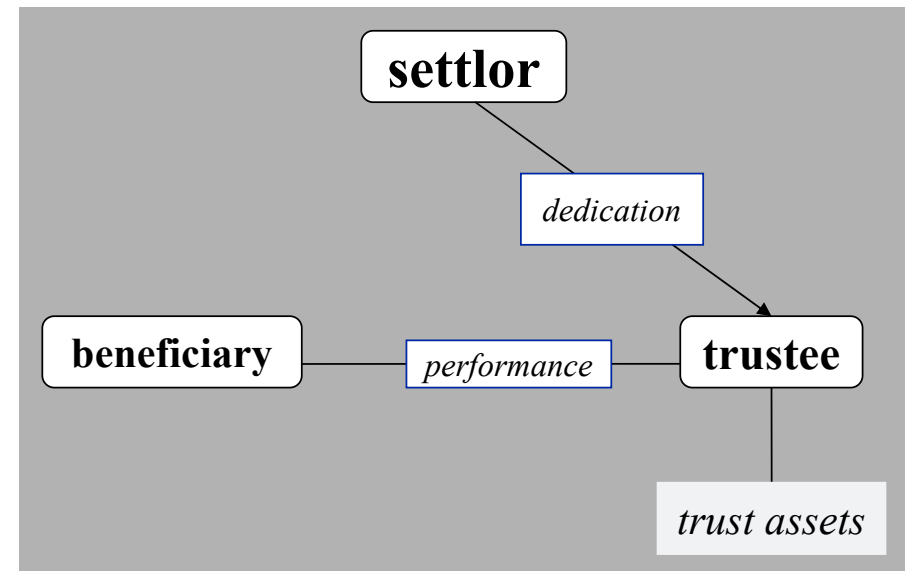 settlor
dedication
beneficiary
performance
trustee
trust assets